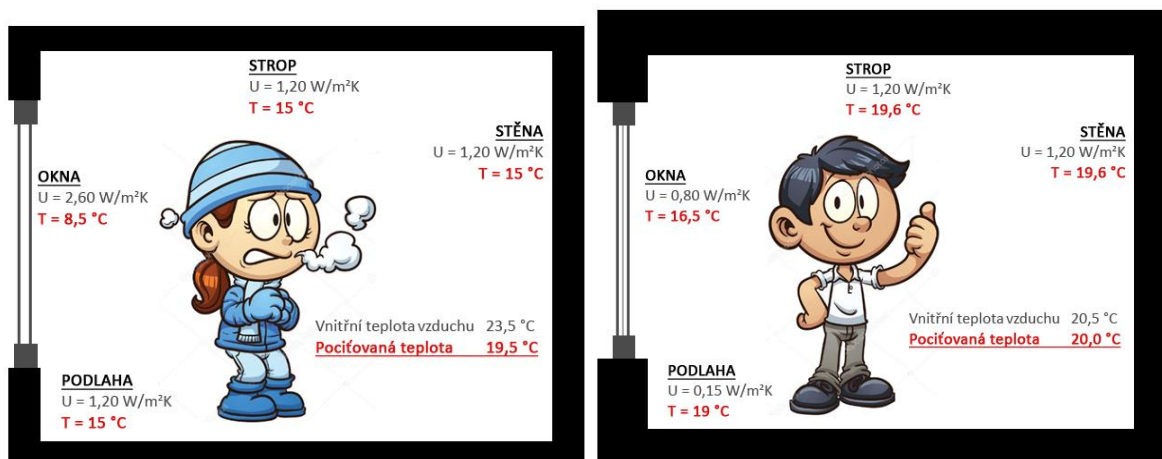 STROP
U = 1,20 W/m²K
T = 15 °C
STĚNA
U = 1,20 W/m²K
T = 15 °C
OKNA
U = 2,60 W/m²K
T = 8,5 °C
Vnitřní teplota vzduchu 23,5 °C
Pociťovaná teplota 19,5 °C
PODLAHA
U = 1,20 W/m²K
T = 15 °C
STROP
U = 1,20 W/m²K
T = 19,6 °C
STĚNA
U = 1,20 W/m²K
T = 19,6 °C
OKNA
U = 0,80 W/m²K
T = 16,5 °C
Vnitřní teplota vzduchu 20,5 °C
Pociťovaná teplota 20,0 °C
PODLAHA
U = 0,15 W/m²K
T = 19 °C